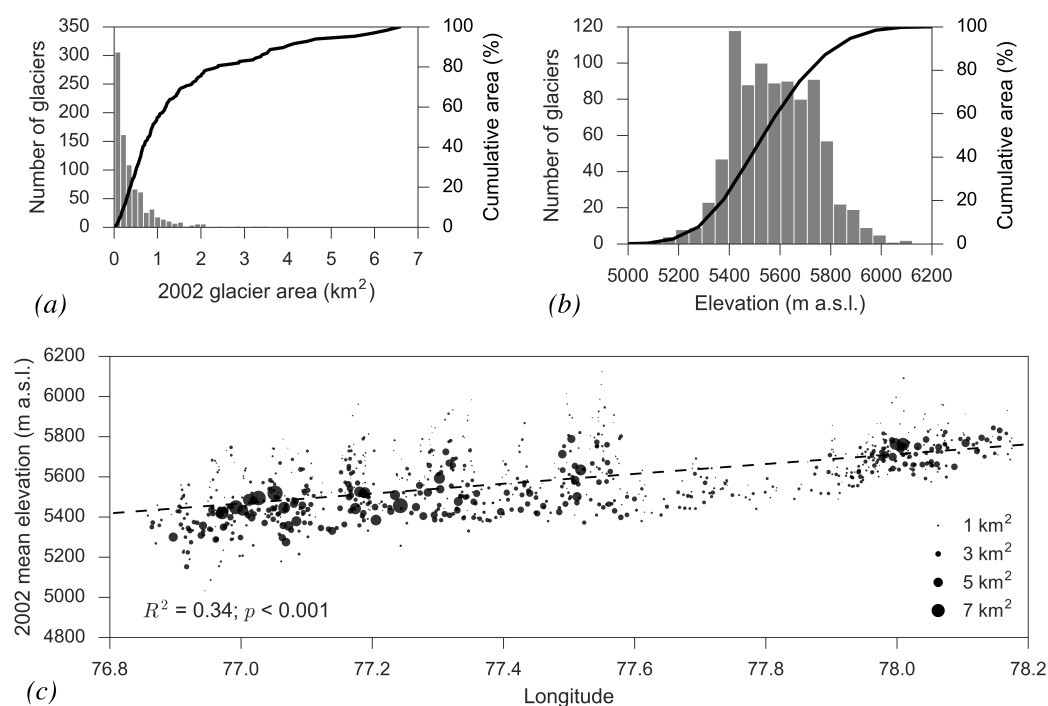 350
300
250
200
150
100
50
0
Number of glaciers
100
80
60
40
20
0
Cumulative area (%)
0 1 2 3 4 5 6 7
2002 glacier area (km²)
(a)
120
100
80
60
40
20
0
Number of glaciers
100
80
60
40
20
0
Cumulative area (%)
5000 5200 5400 5600 5800 6000 6200
Elevation (m a.s.l.)
(b)
6200
6000
5800
5600
5400
5200
5000
4800
2002 mean elevation (m a.s.l.)
1 km²
3 km²
5 km²
7 km²
R² = 0.34; p < 0.001
76.8 77.0 77.2 77.4 77.6 77.8 78.0 78.2
Longitude
(c)